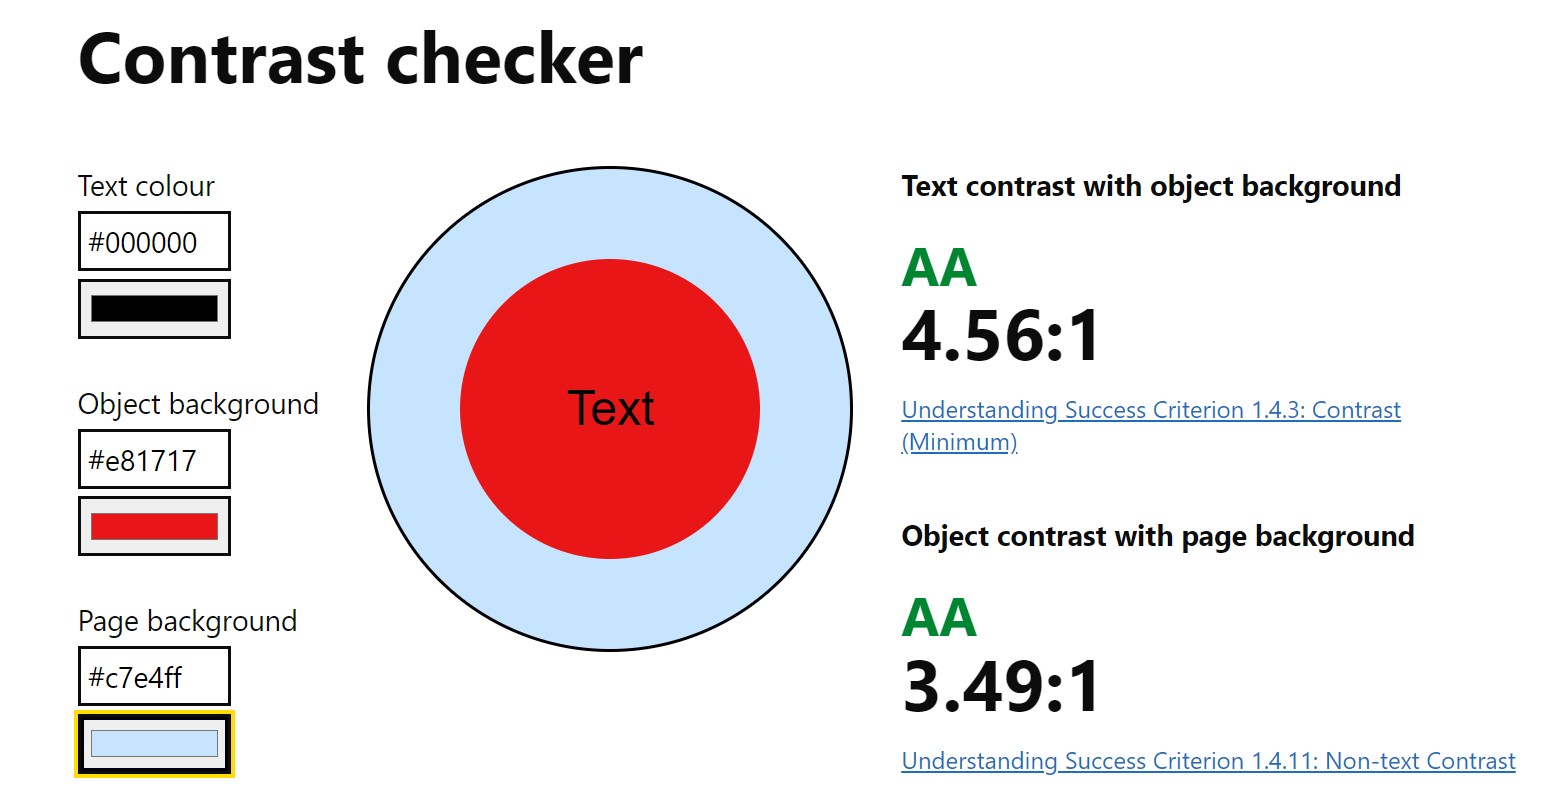 Contrast checker
Text colour
#000000
Object background
#e81717
Page background
#c7e4ff
Text
Text contrast with object background
AA
4.56:1
Understanding Success Criterion 1.4.3: Contrast
(Minimum)
Object contrast with page background
AA
3.49:1
Understanding Success Criterion 1.4.11: Non-text Contrast